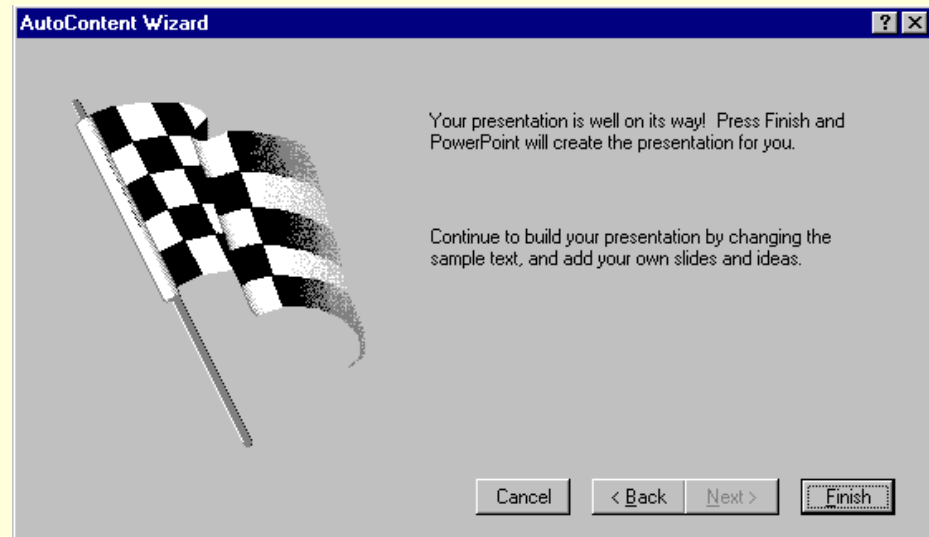 AutoContent Wizard
Your presentation is well on its way!  Press Finish and
PowerPoint will create the presentation for you.
Continue to build your presentation by changing the
sample text, and add your own slides and ideas.
Cancel < Back Next > Finish